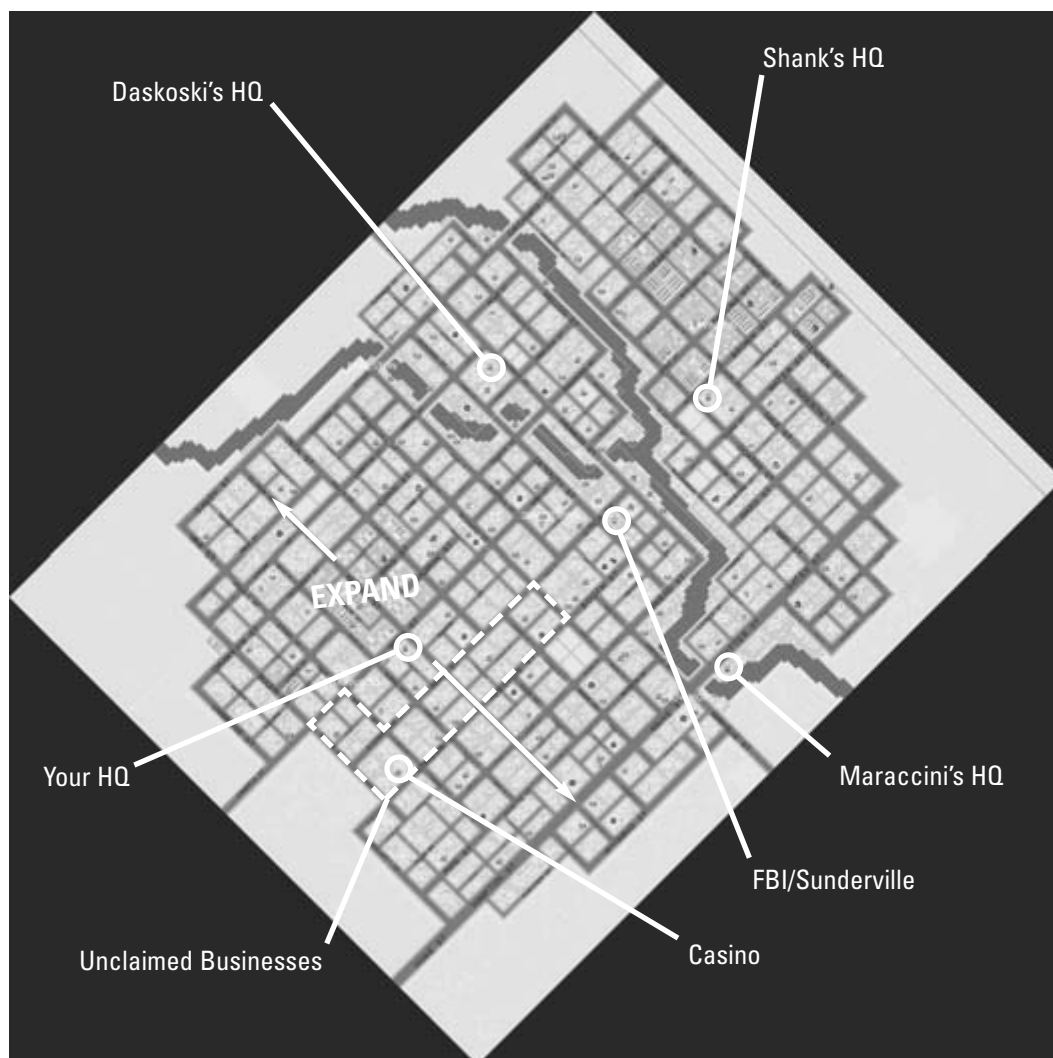 Shank's HQ
Daskoski's HQ
EXPAND
Your HQ
Maraccini's HQ
FBI/Sunderville
Casino
Unclaimed Businesses